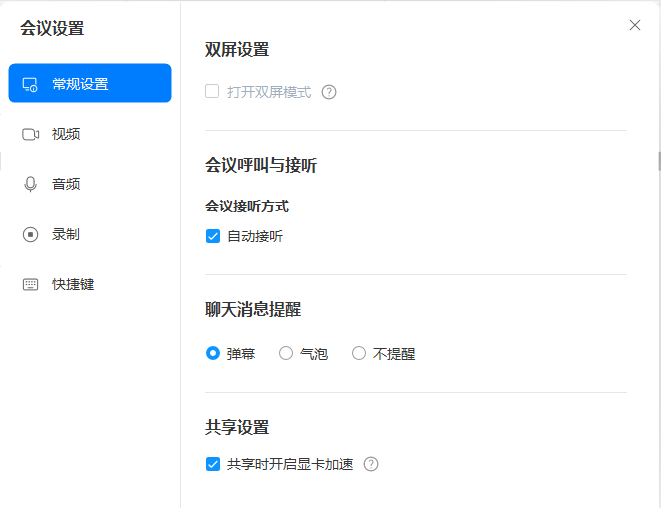 会议设置
常规设置
视频
音频
录制
快捷键
双屏设置
打开双屏模式 ?
会议呼叫与接听
会议接听方式
自动接听
聊天消息提醒
弹幕 气泡 不提醒
共享设置
共享时开启显卡加速 ?